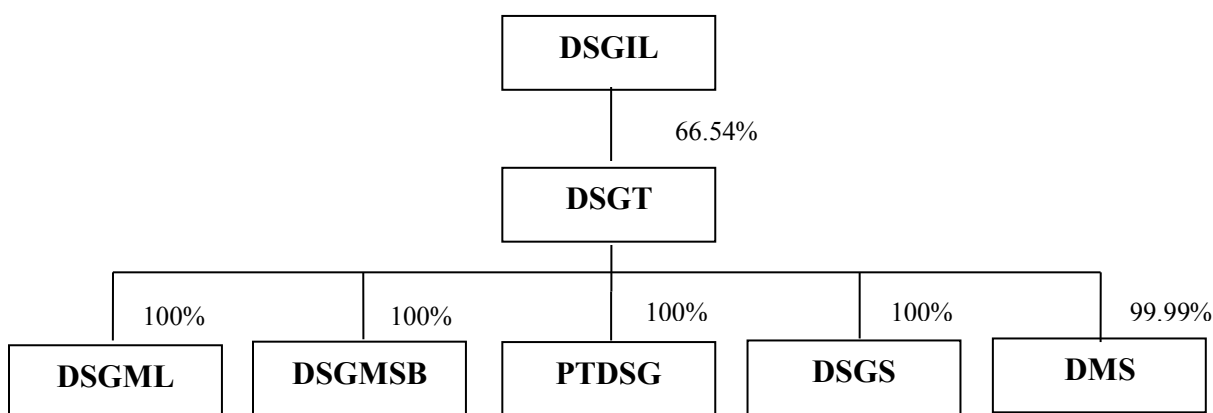 DSGIL
66.54%
DSGT
100%
100%
100%
100%
99.99%
DSGML
DSGMSB
PTDSG
DSGS
DMS